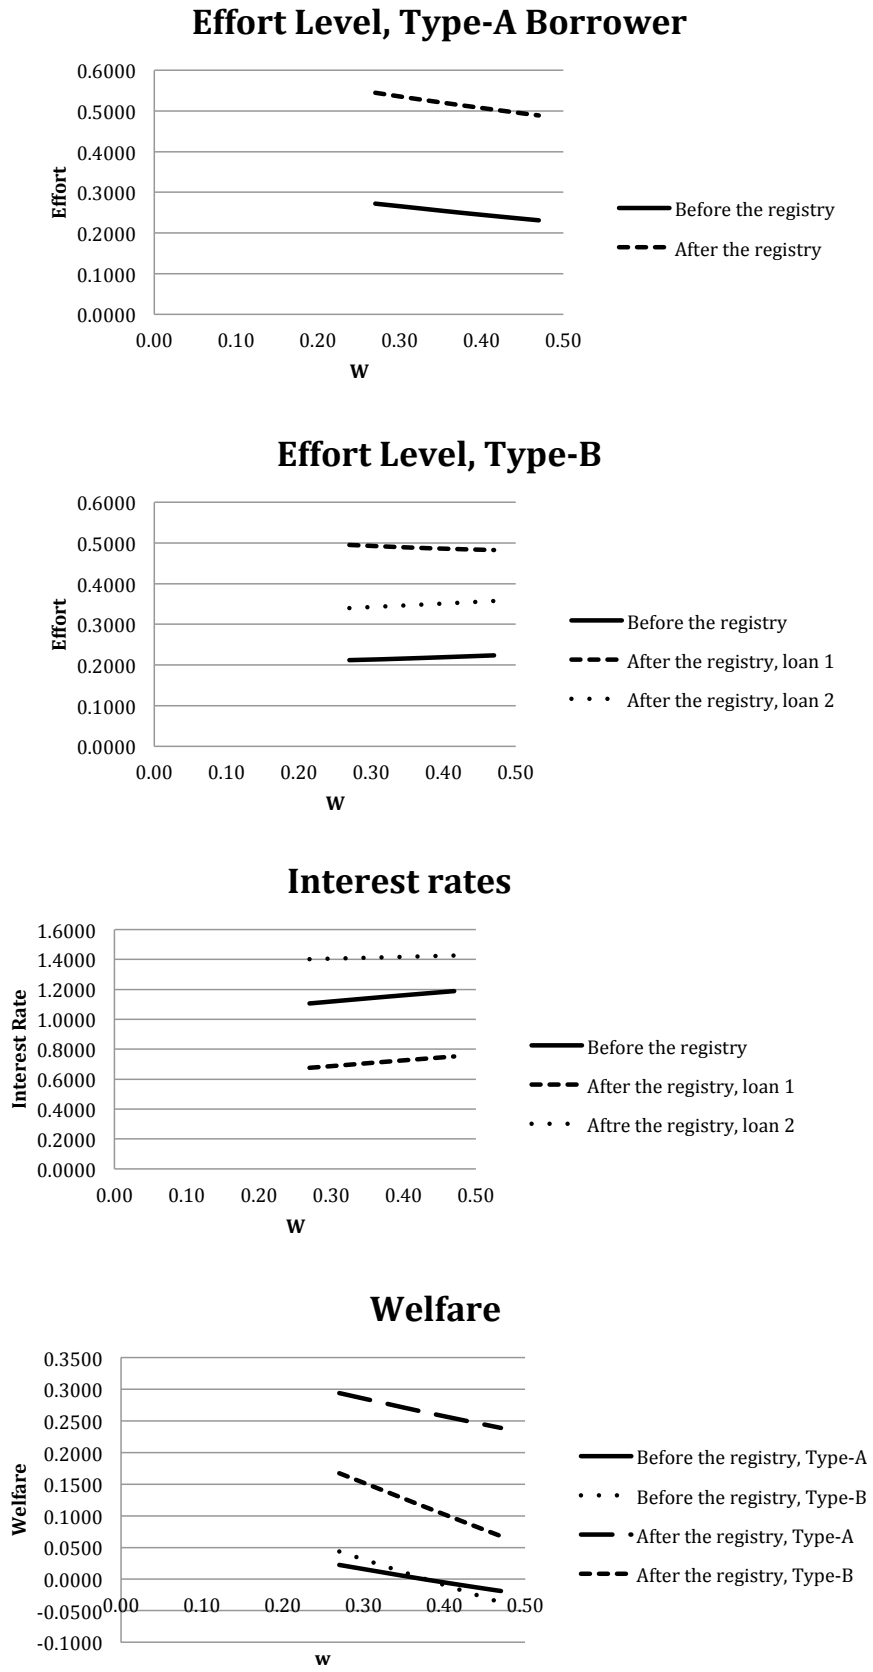 Effort Level, Type-A Borrower
0.6000
0.5000
0.4000
0.3000
0.2000
0.1000
0.0000
Effort
0.00 0.10 0.20 0.30 0.40 0.50
W
Before the registry
After the registry
Effort Level, Type-B
0.6000
0.5000
0.4000
0.3000
0.2000
0.1000
0.0000
Effort
0.00 0.10 0.20 0.30 0.40 0.50
W
Before the registry
After the registry, loan 1
After the registry, loan 2
Interest rates
1.6000
1.4000
1.2000
1.0000
0.8000
0.6000
0.4000
0.2000
0.0000
Interest Rate
0.00 0.10 0.20 0.30 0.40 0.50
W
Before the registry
After the registry, loan 1
Aftre the registry, loan 2
Welfare
0.3500
0.3000
0.2500
0.2000
0.1500
0.1000
0.0500
0.0000
-0.0500
-0.1000
Welfare
0.00 0.10 0.20 0.30 0.40 0.50
w
Before the registry, Type-A
Before the registry, Type-B
After the registry, Type-A
After the registry, Type-B